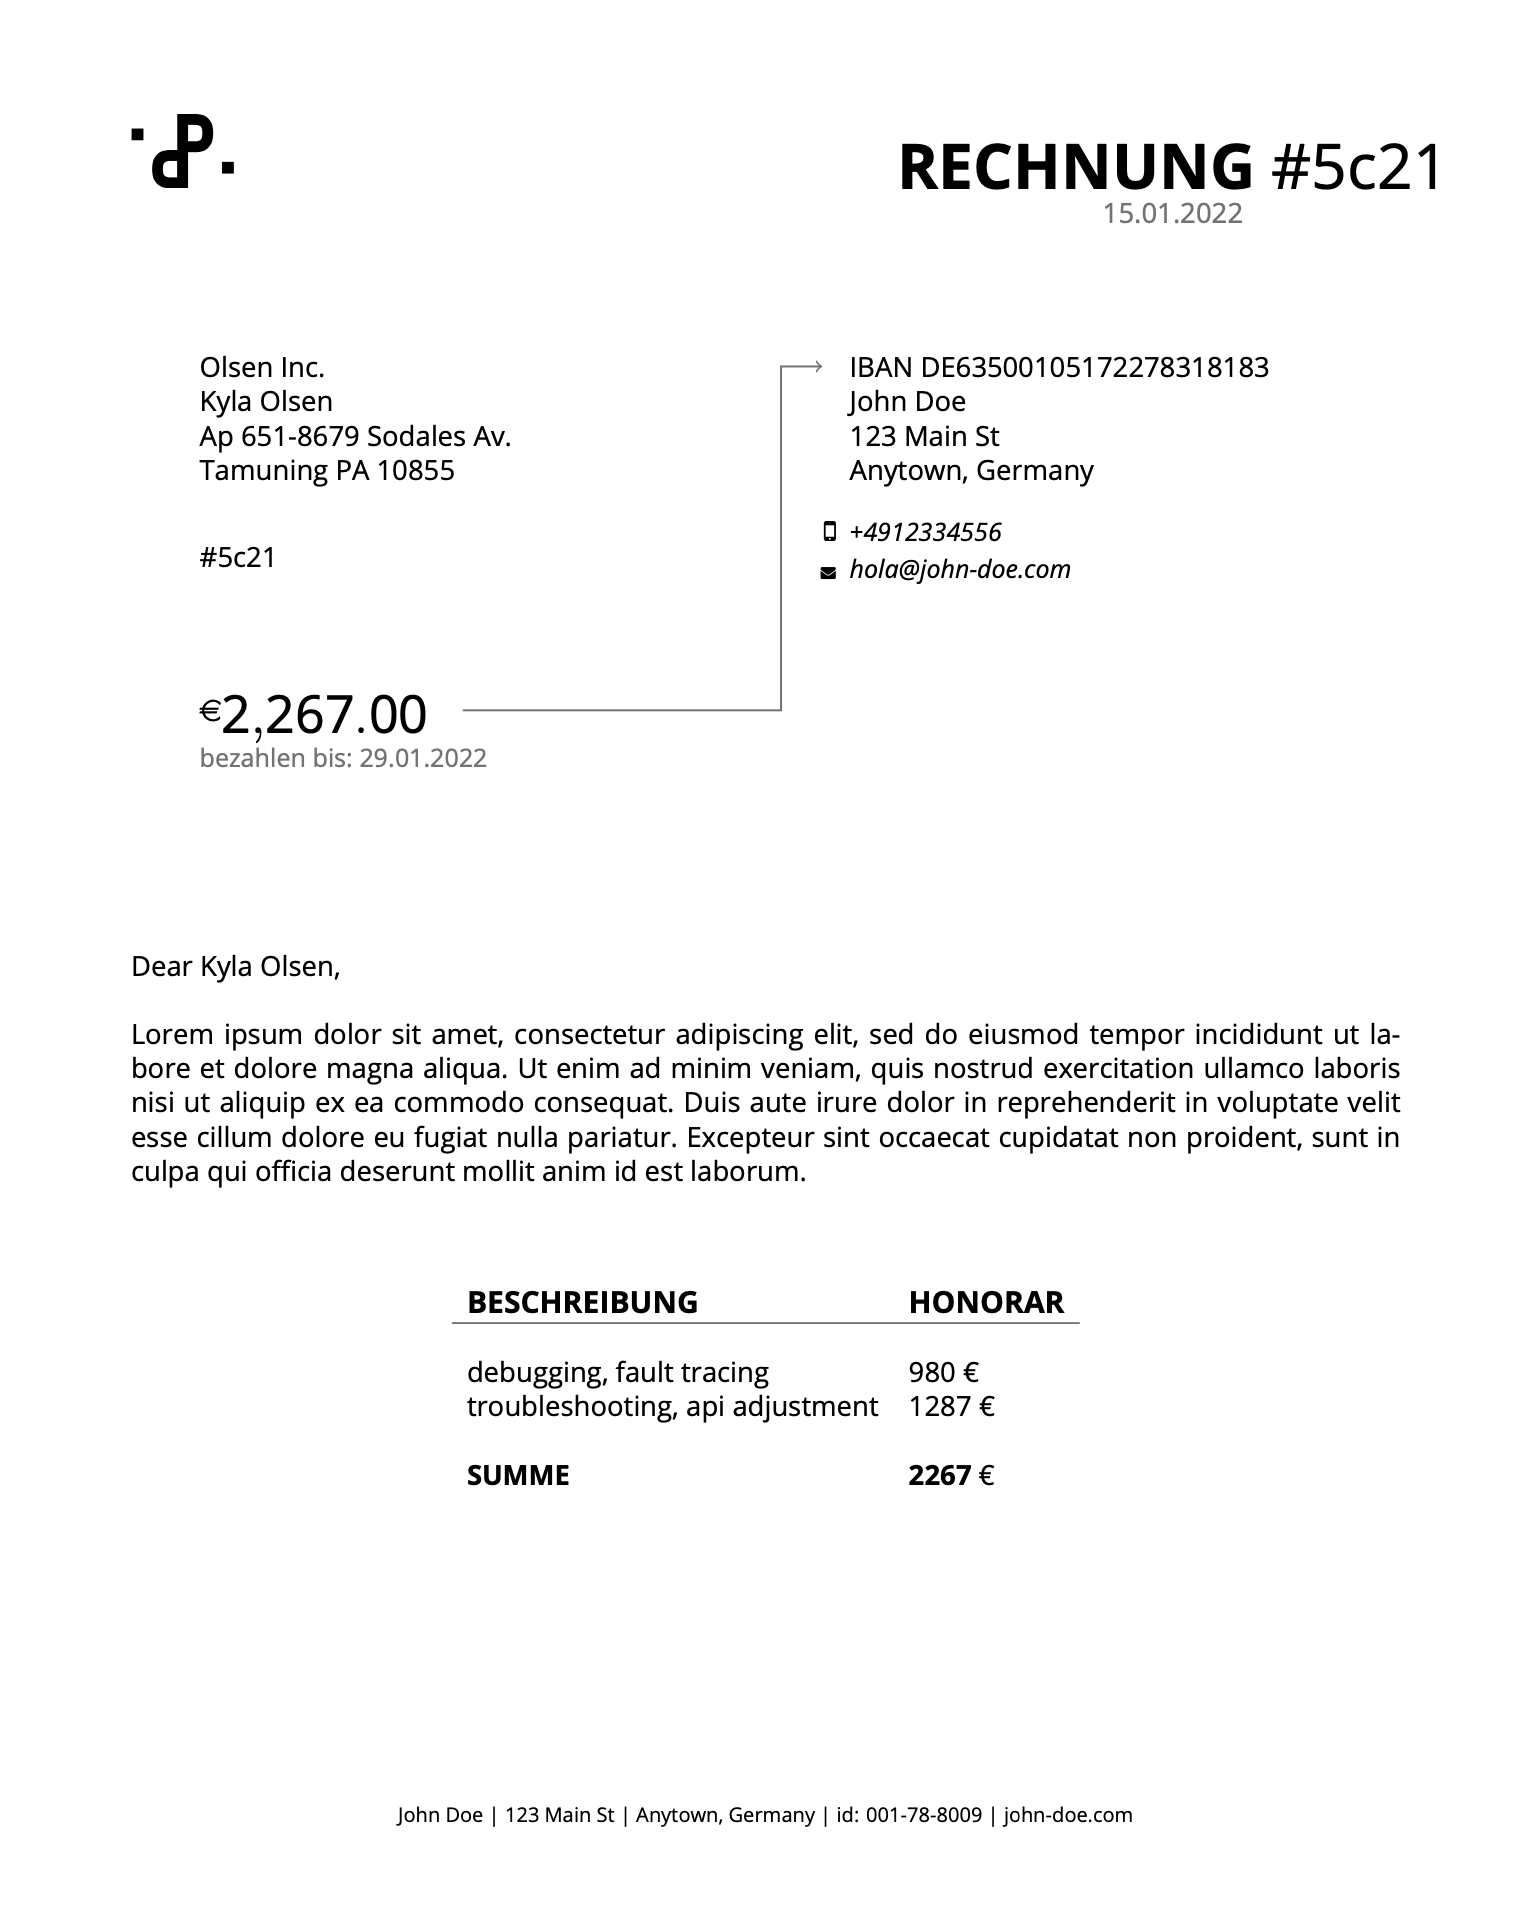 RECHNUNG #5c21
15.01.2022
Olsen Inc.
Kyla Olsen
Ap 651-8679 Sodales Av.
Tamuning PA 10855
#5c21
€2,267.00
bezahlen bis: 29.01.2022
IBAN DE63500105172278318183
John Doe
123 Main St
Anytown, Germany
+4912334556
hola@john-doe.com
Dear Kyla Olsen,
Lorem ipsum dolor sit amet, consectetur adipiscing elit, sed do eiusmod tempor incididunt ut la-
bore et dolore magna aliqua. Ut enim ad minim veniam, quis nostrud exercitation ullamco laboris
nisi ut aliquip ex ea commodo consequat. Duis aute irure dolor in reprehenderit in voluptate velit
esse cillum dolore eu fugiat nulla pariatur. Excepteur sint occaecat cupidatat non proident, sunt in
culpa qui officia deserunt mollit anim id est laborum.
BESCHREIBUNG HONORAR
debugging, fault tracing 980 €
troubleshooting, api adjustment 1287 €
SUMME 2267 €
John Doe | 123 Main St | Anytown, Germany | id: 001-78-8009 | john-doe.com